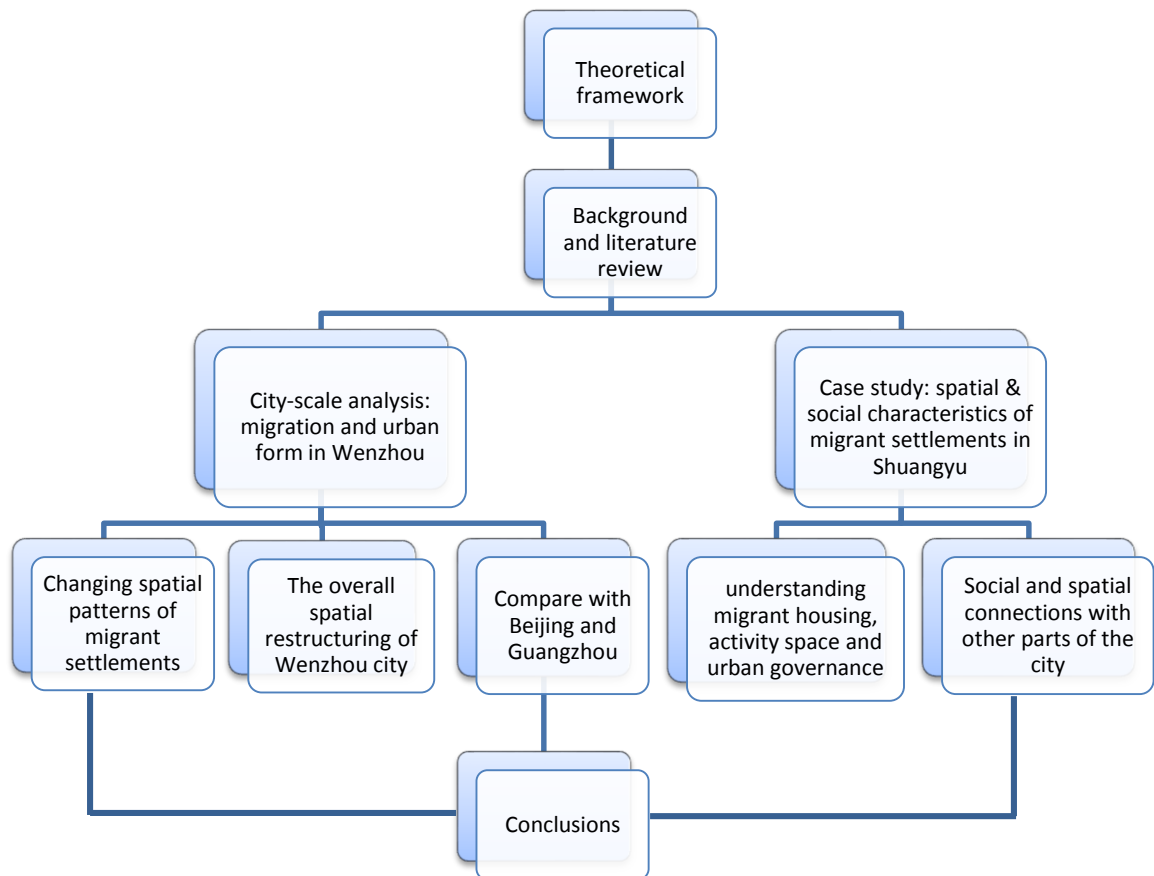 Theoretical
framework
Background
and literature
review
City-scale analysis:
migration and urban
form in Wenzhou
Case study: spatial &
social characteristics of
migrant settlements in
Shuangyu
Changing spatial
patterns of
migrant
settlements
The overall
spatial
restructuring of
Wenzhou city
Compare with
Beijing and
Guangzhou
understanding
migrant housing,
activity space and
urban governance
Social and spatial
connections with
other parts of the
city
Conclusions